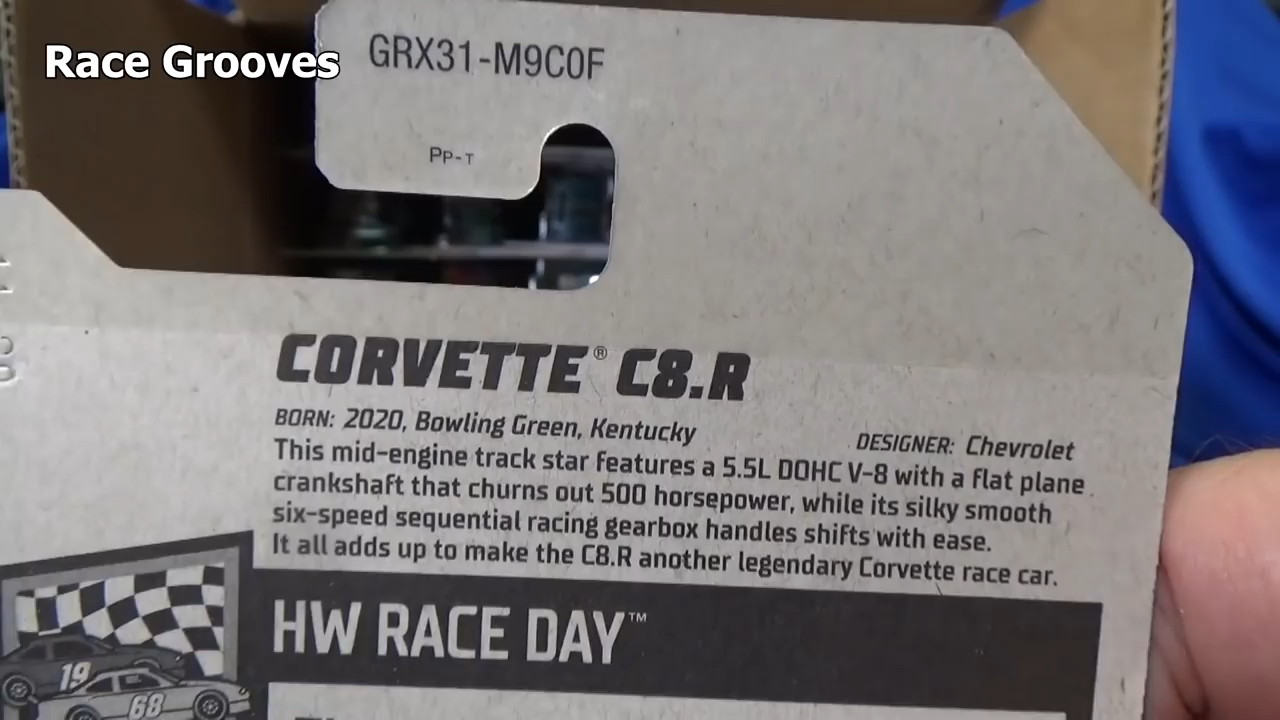 Race Grooves
GRX31-M9C0F
PP-T
CORVETTE® C8.R
BORN: 2020, Bowling Green, Kentucky
DESIGNER: Chevrolet
This mid-engine track star features a 5.5L DOHC V-8 with a flat plane
crankshaft that churns out 500 horsepower, while its silky smooth
six-speed sequential racing gearbox handles shifts with ease.
It all adds up to make the C8.R another legendary Corvette race car.
HW RACE DAY™
19
68